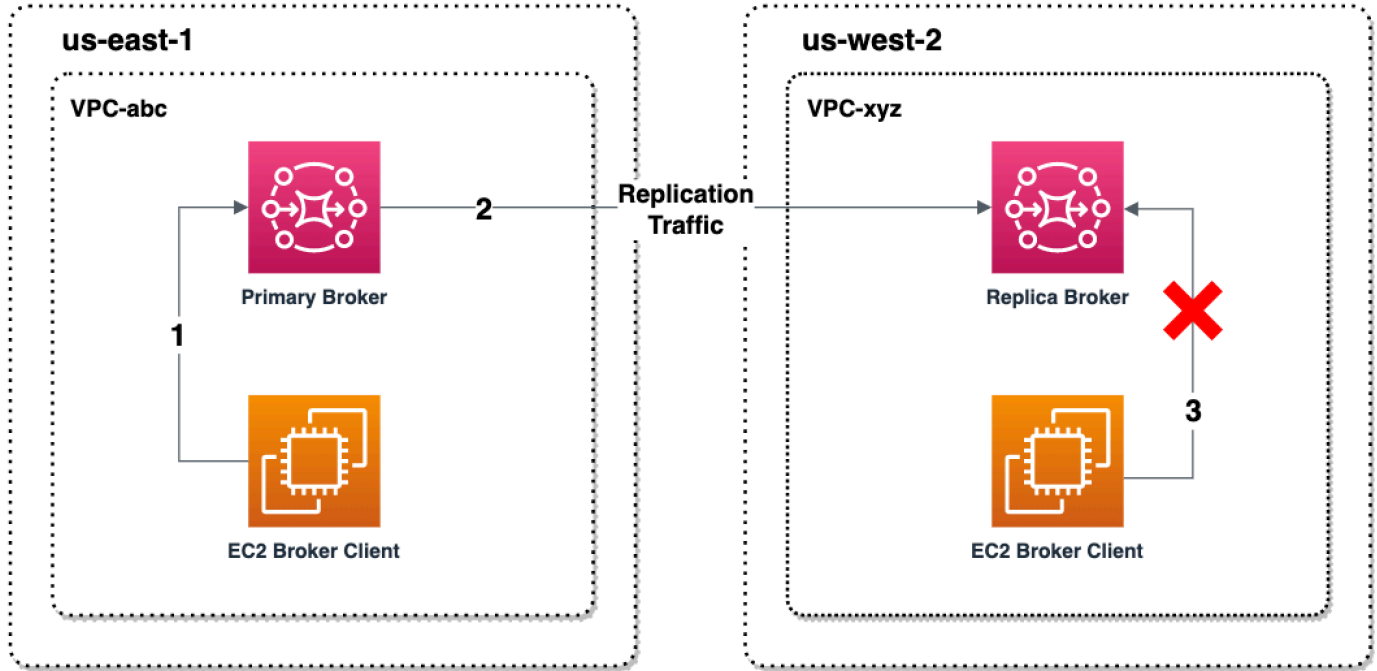 us-east-1
VPC-abc
Primary Broker
1
EC2 Broker Client
2
Replication
Traffic
us-west-2
VPC-xyz
Replica Broker
3
EC2 Broker Client